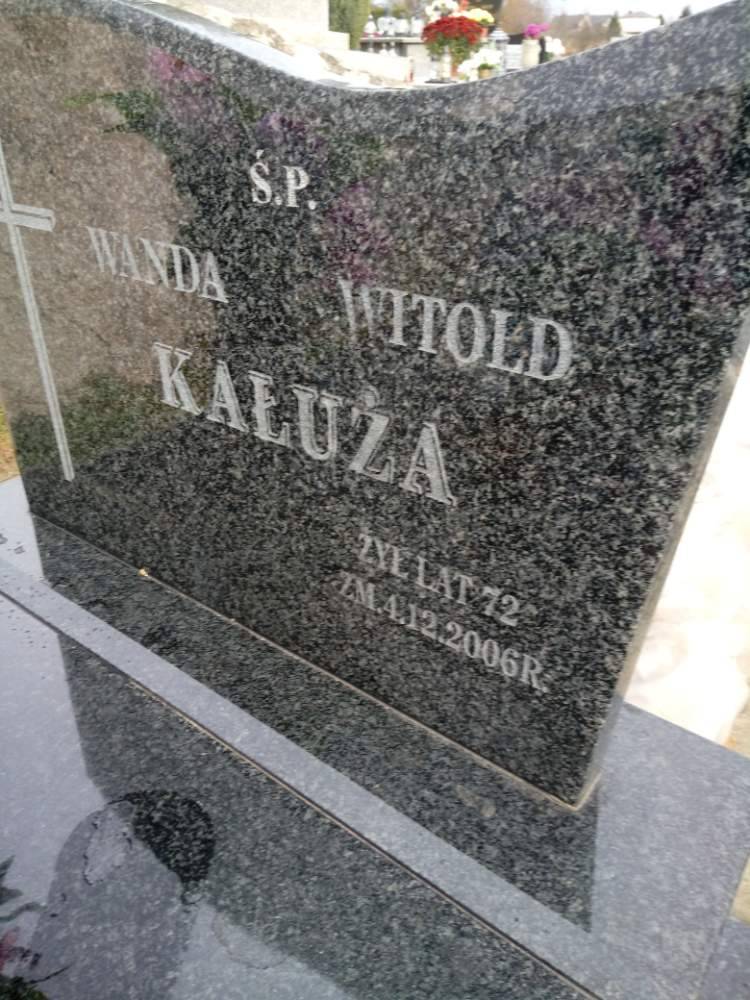 Ś.P.
WANDA WITOLD
KAŁUŻA
ŻYŁ LAT 72
ZM.4.12.2006R.